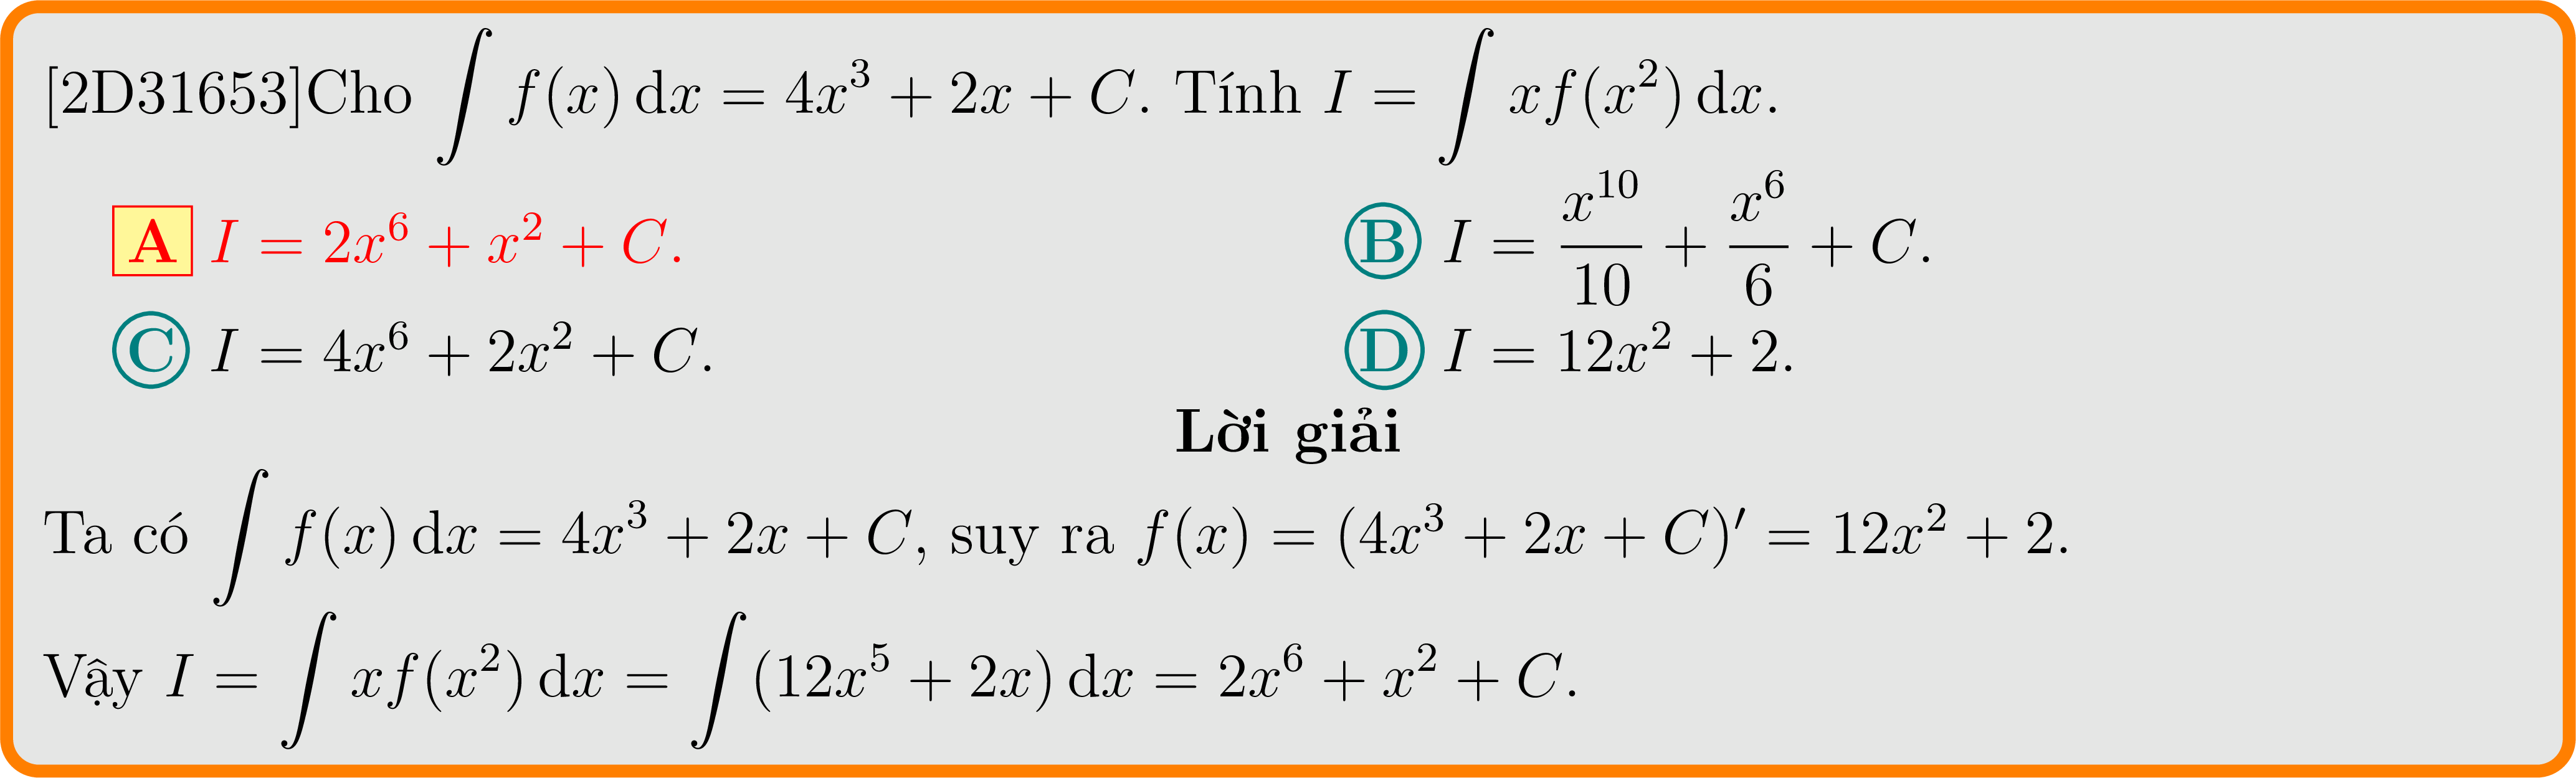 [2D31653]Cho $\int f(x)\,\mathrm{d}x = 4x^3 + 2x + C$. Tính $I = \int xf(x^2)\,\mathrm{d}x$.
A $I = 2x^6 + x^2 + C$.
B $I = \dfrac{x^{10}}{10} + \dfrac{x^6}{6} + C$.
C $I = 4x^6 + 2x^2 + C$.
D $I = 12x^2 + 2$.
Lời giải
Ta có $\int f(x)\,\mathrm{d}x = 4x^3 + 2x + C$, suy ra $f(x) = (4x^3 + 2x + C)' = 12x^2 + 2$.
Vậy $I = \int xf(x^2)\,\mathrm{d}x = \int (12x^5 + 2x)\,\mathrm{d}x = 2x^6 + x^2 + C$.